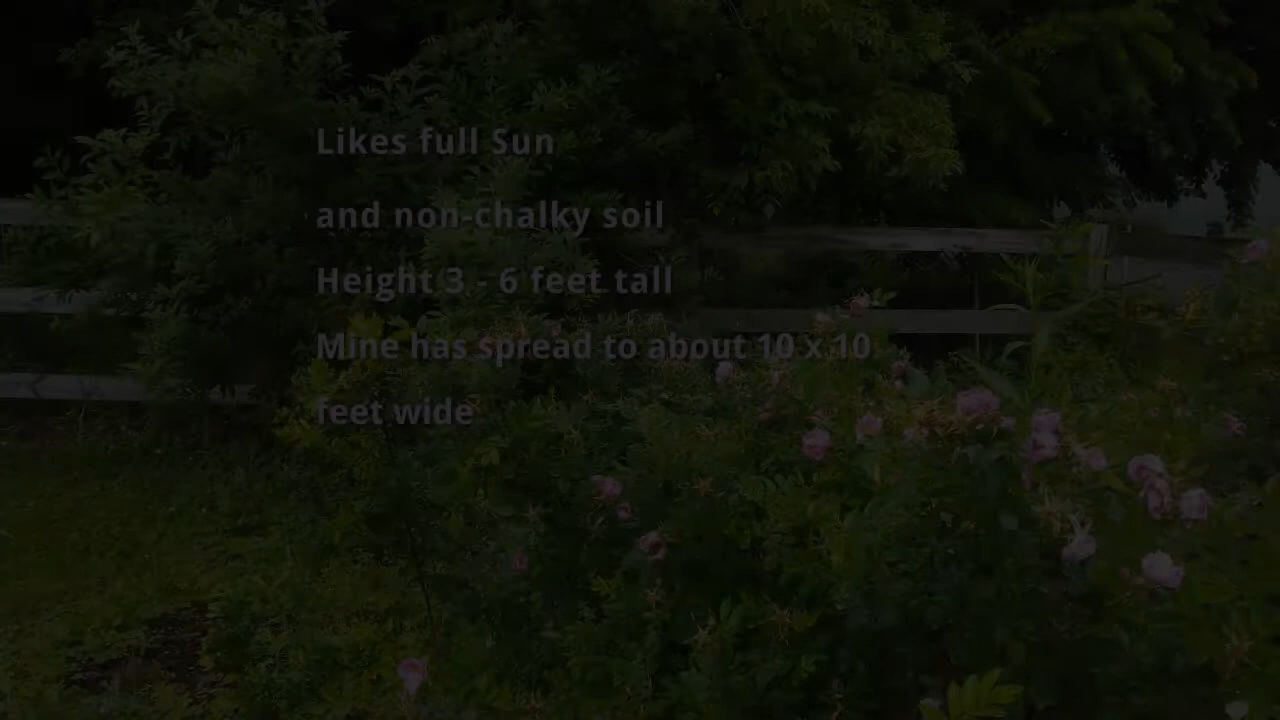 Likes full Sun
and non-chalky soil
Height 3 - 6 feet tall
Mine has spread to about 10 x 10
feet wide